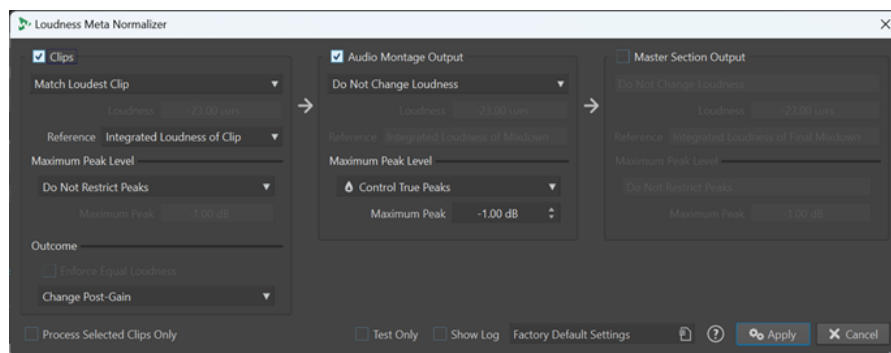 Loudness Meta Normalizer
Clips
Match Loudest Clip
Loudness -23.00 LUFS
Reference Integrated Loudness of Clip
Maximum Peak Level
Do Not Restrict Peaks
Maximum Peak -1.00 dB
Outcome
Enforce Equal Loudness
Change Post-Gain
Audio Montage Output
Do Not Change Loudness
Loudness -23.00 LUFS
Reference Integrated Loudness of Mixdown
Maximum Peak Level
Control True Peaks
Maximum Peak -1.00 dB
Master Section Output
Do Not Change Loudness
Loudness -23.00 LUFS
Reference Integrated Loudness of Final Mixdown
Maximum Peak Level
Do Not Restrict Peaks
Maximum Peak -1.00 dB
Process Selected Clips Only
Test Only
Show Log
Factory Default Settings
Apply
Cancel